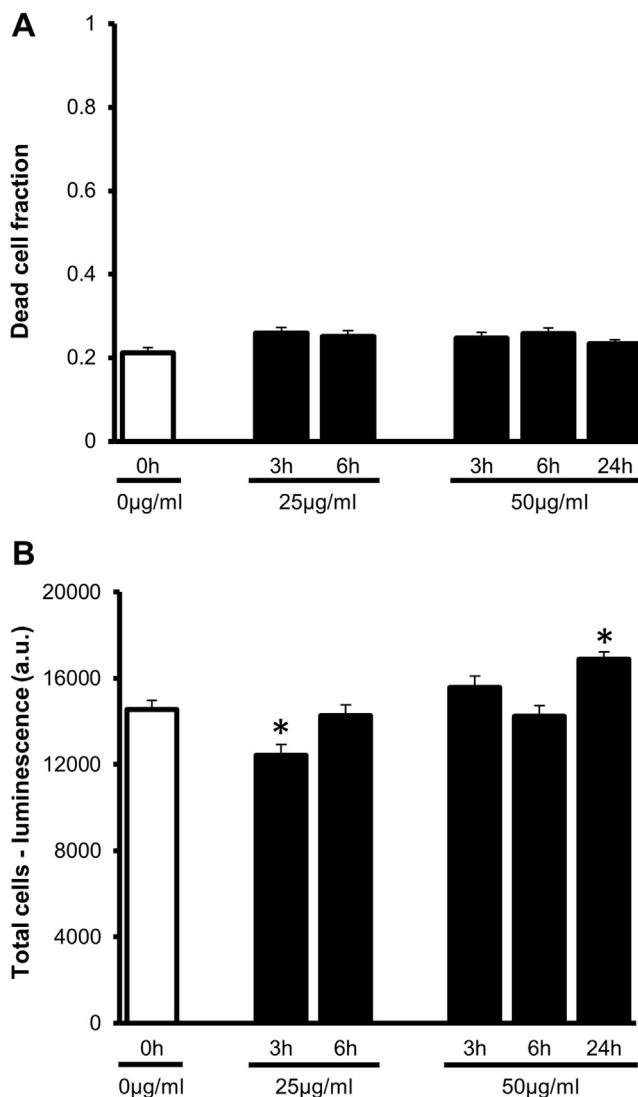 A
Dead cell fraction
1
0.8
0.6
0.4
0.2
0
0h 3h 6h 3h 6h 24h
0µg/ml 25µg/ml 50µg/ml
B
Total cells - luminescence (a.u.)
20000
16000
12000
8000
4000
0
* *
0h 3h 6h 3h 6h 24h
0µg/ml 25µg/ml 50µg/ml